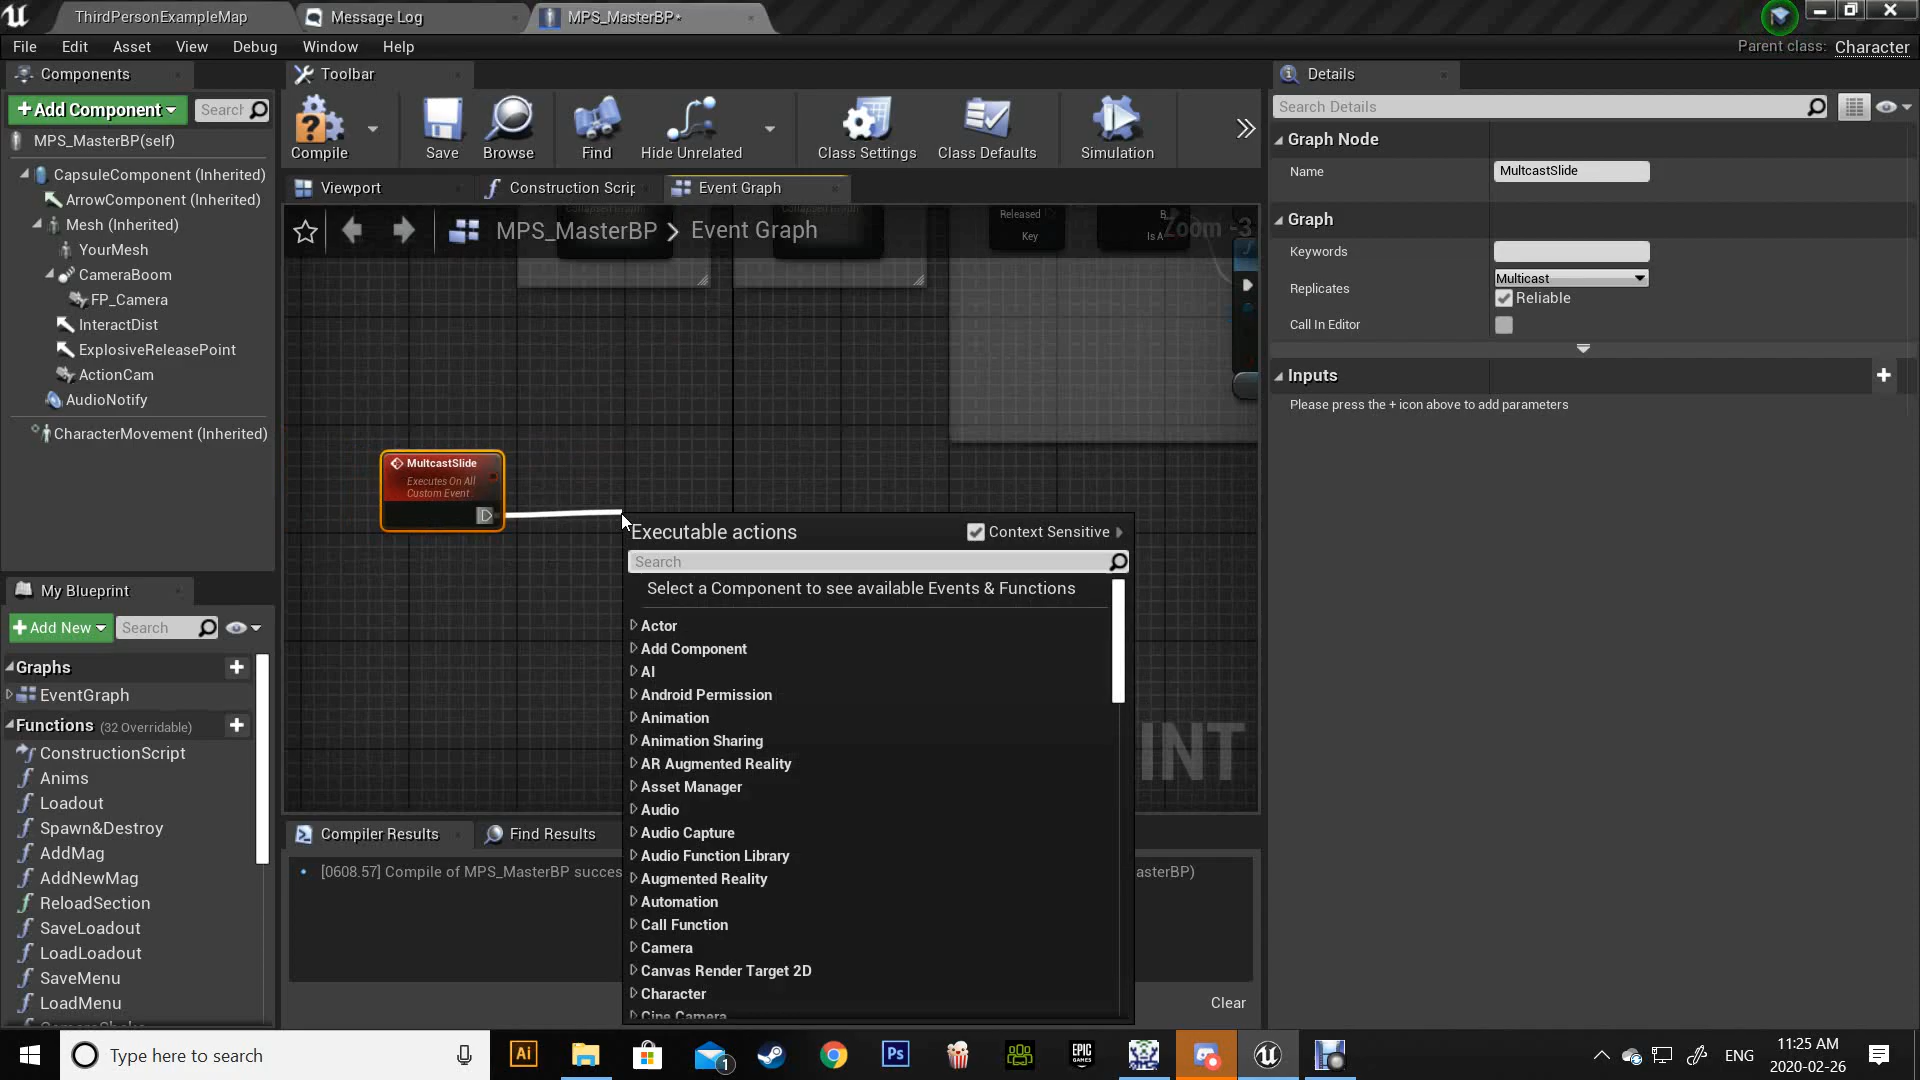 ThirdPersonExampleMap
Message Log
MPS_MasterBP*
File Edit Asset View Debug Window Help
Parent class: Character
Components
+Add Component
Search
MPS_MasterBP(self)
CapsuleComponent (Inherited)
ArrowComponent (Inherited)
Mesh (Inherited)
YourMesh
CameraBoom
FP_Camera
InteractDist
ExplosiveReleasePoint
ActionCam
AudioNotify
CharacterMovement (Inherited)
My Blueprint
+Add New
Search
Graphs
EventGraph
Functions (32 Overridable)
ConstructionScript
Anims
Loadout
Spawn&Destroy
AddMag
AddNewMag
ReloadSection
SaveLoadout
LoadLoadout
SaveMenu
LoadMenu
Toolbar
Compile
Save
Browse
Find
Hide Unrelated
Class Settings
Class Defaults
Simulation
Viewport
Construction Scrip
Event Graph
MPS_MasterBP > Event Graph
Zoom -3
Collapsed Graph
Collapsed Graph
Released
Key
B
Is A
MultcastSlide
Executes On All
Custom Event
INT
Executable actions
Context Sensitive
Search
Select a Component to see available Events & Functions
Actor
Add Component
AI
Android Permission
Animation
Animation Sharing
AR Augmented Reality
Asset Manager
Audio
Audio Capture
Audio Function Library
Augmented Reality
Automation
Call Function
Camera
Canvas Render Target 2D
Character
Cine Camera
Compiler Results
Find Results
[0608.57] Compile of MPS_MasterBP succes
asterBP)
Clear
Details
Search Details
Graph Node
Name MultcastSlide
Graph
Keywords
Replicates Multicast
Reliable
Call In Editor
Inputs
Please press the + icon above to add parameters
Type here to search
Ai
1
Ps
EPIC
GAMES
ENG
11:25 AM
2020-02-26